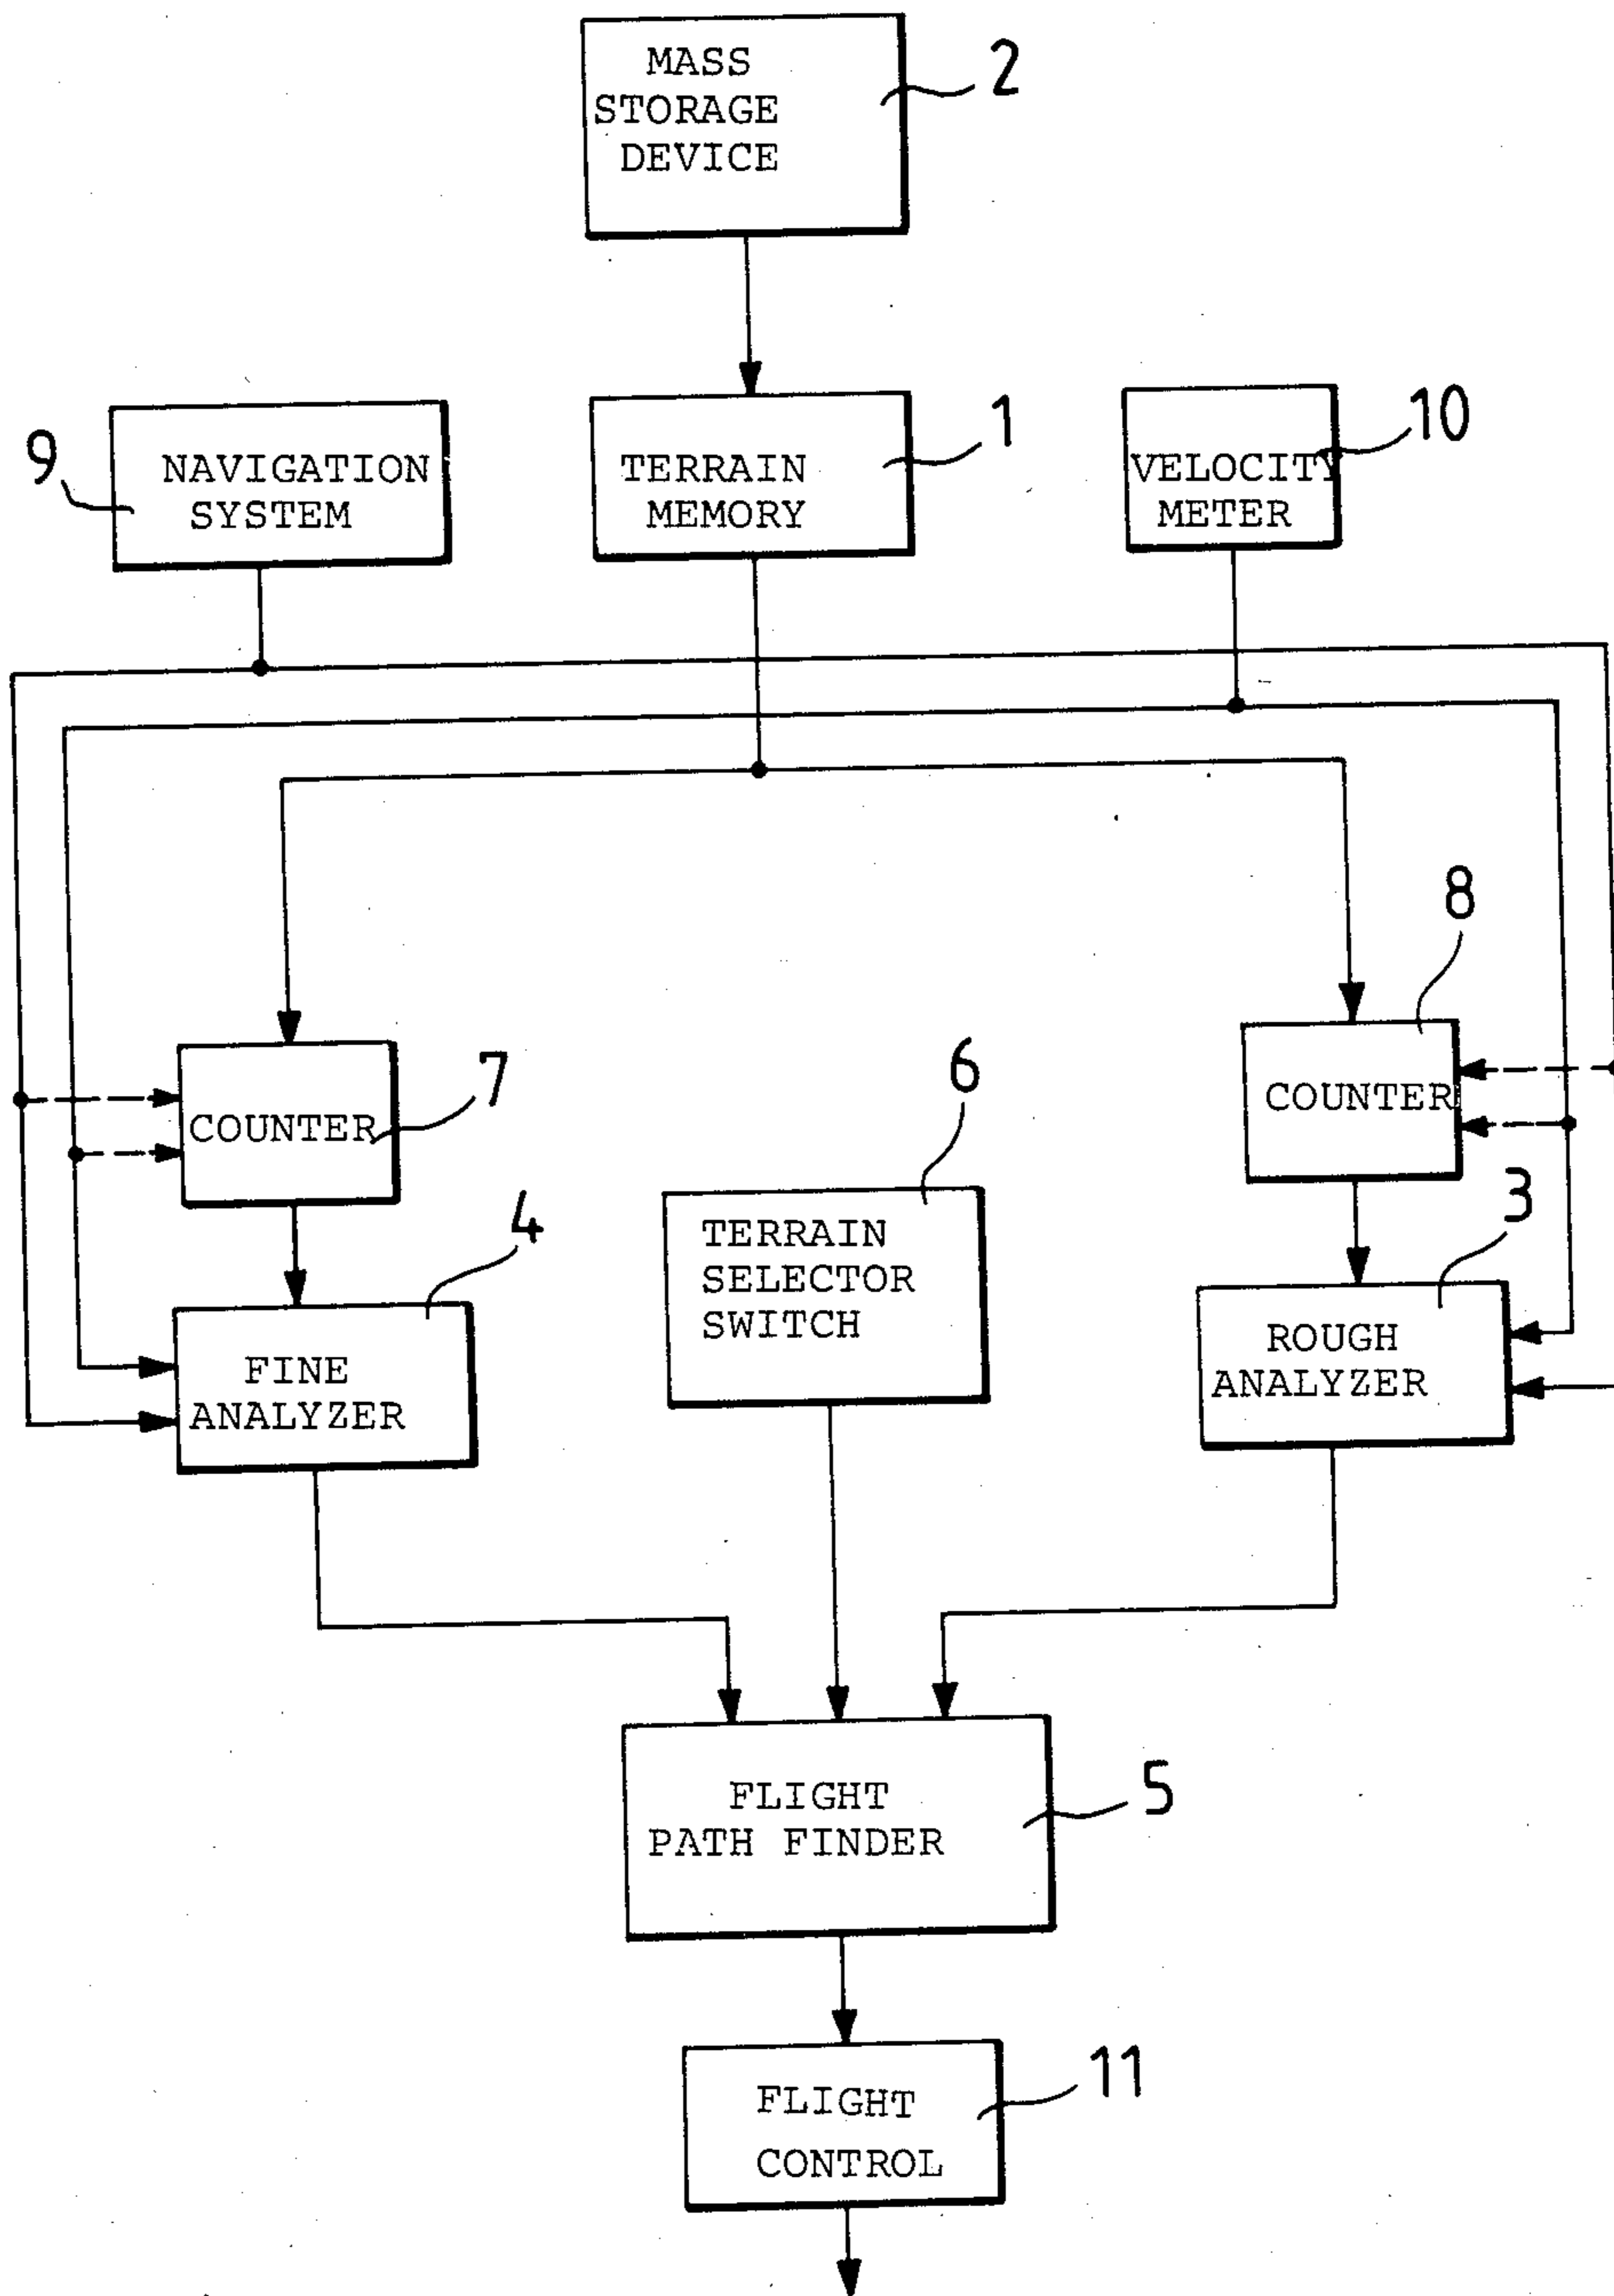 MASS
STORAGE
DEVICE
2
NAVIGATION
SYSTEM
9
TERRAIN
MEMORY
1
VELOCITY
METER
10
8
COUNTER
7
COUNTER
6
TERRAIN
SELECTOR
SWITCH
4
FINE
ANALYZER
3
ROUGH
ANALYZER
FLIGHT
PATH FINDER
5
FLIGHT
CONTROL
11